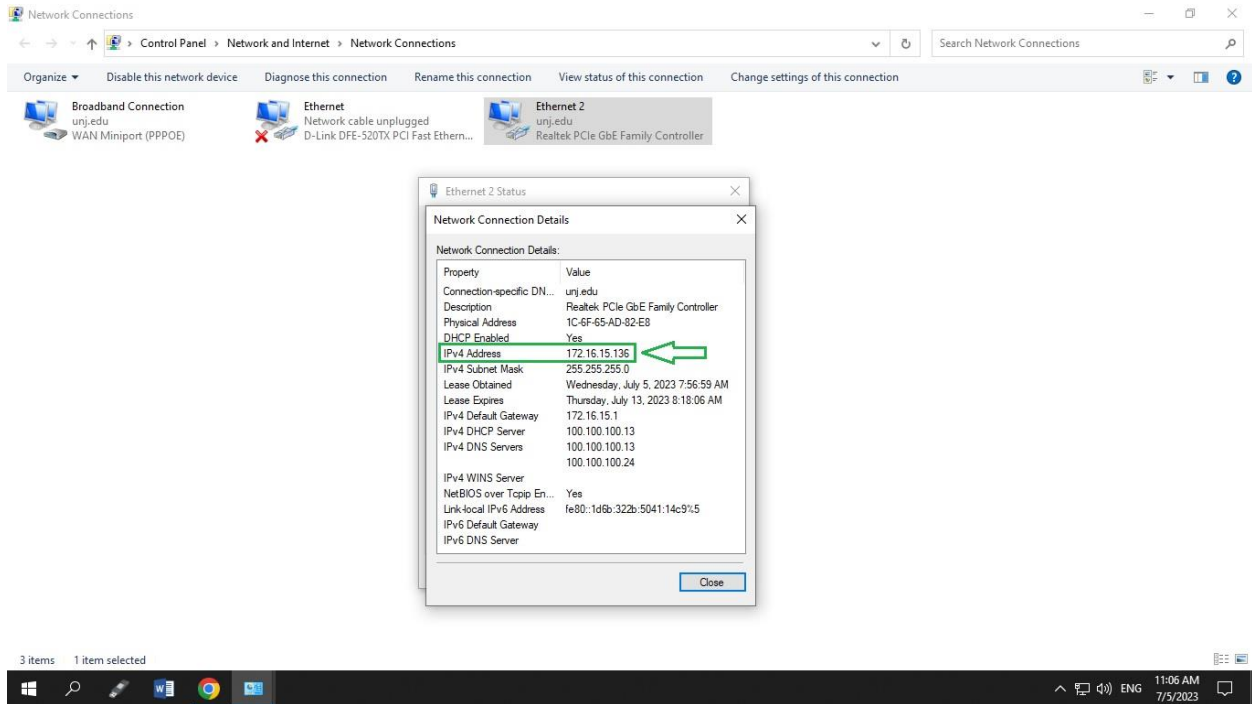 Network Connections
Control Panel › Network and Internet › Network Connections
Search Network Connections
Organize Disable this network device Diagnose this connection Rename this connection View status of this connection Change settings of this connection
Broadband Connection
unj.edu
WAN Miniport (PPPOE)
Ethernet
Network cable unplugged
D-Link DFE-520TX PCI Fast Ethern...
Ethernet 2
unj.edu
Realtek PCIe GbE Family Controller
Ethernet 2 Status
Network Connection Details
Network Connection Details:
Property Value
Connection-specific DN... unj.edu
Description Realtek PCIe GbE Family Controller
Physical Address 1C-6F-65-AD-82-E8
DHCP Enabled Yes
IPv4 Address 172.16.15.136
IPv4 Subnet Mask 255.255.255.0
Lease Obtained Wednesday, July 5, 2023 7:56:59 AM
Lease Expires Thursday, July 13, 2023 8:18:06 AM
IPv4 Default Gateway 172.16.15.1
IPv4 DHCP Server 100.100.100.13
IPv4 DNS Servers 100.100.100.13
100.100.100.24
IPv4 WINS Server
NetBIOS over Tcpip En... Yes
Link-local IPv6 Address fe80::1d6b:322b:5041:14c9%5
IPv6 Default Gateway
IPv6 DNS Server
Close
3 items 1 item selected
ENG
11:06 AM
7/5/2023